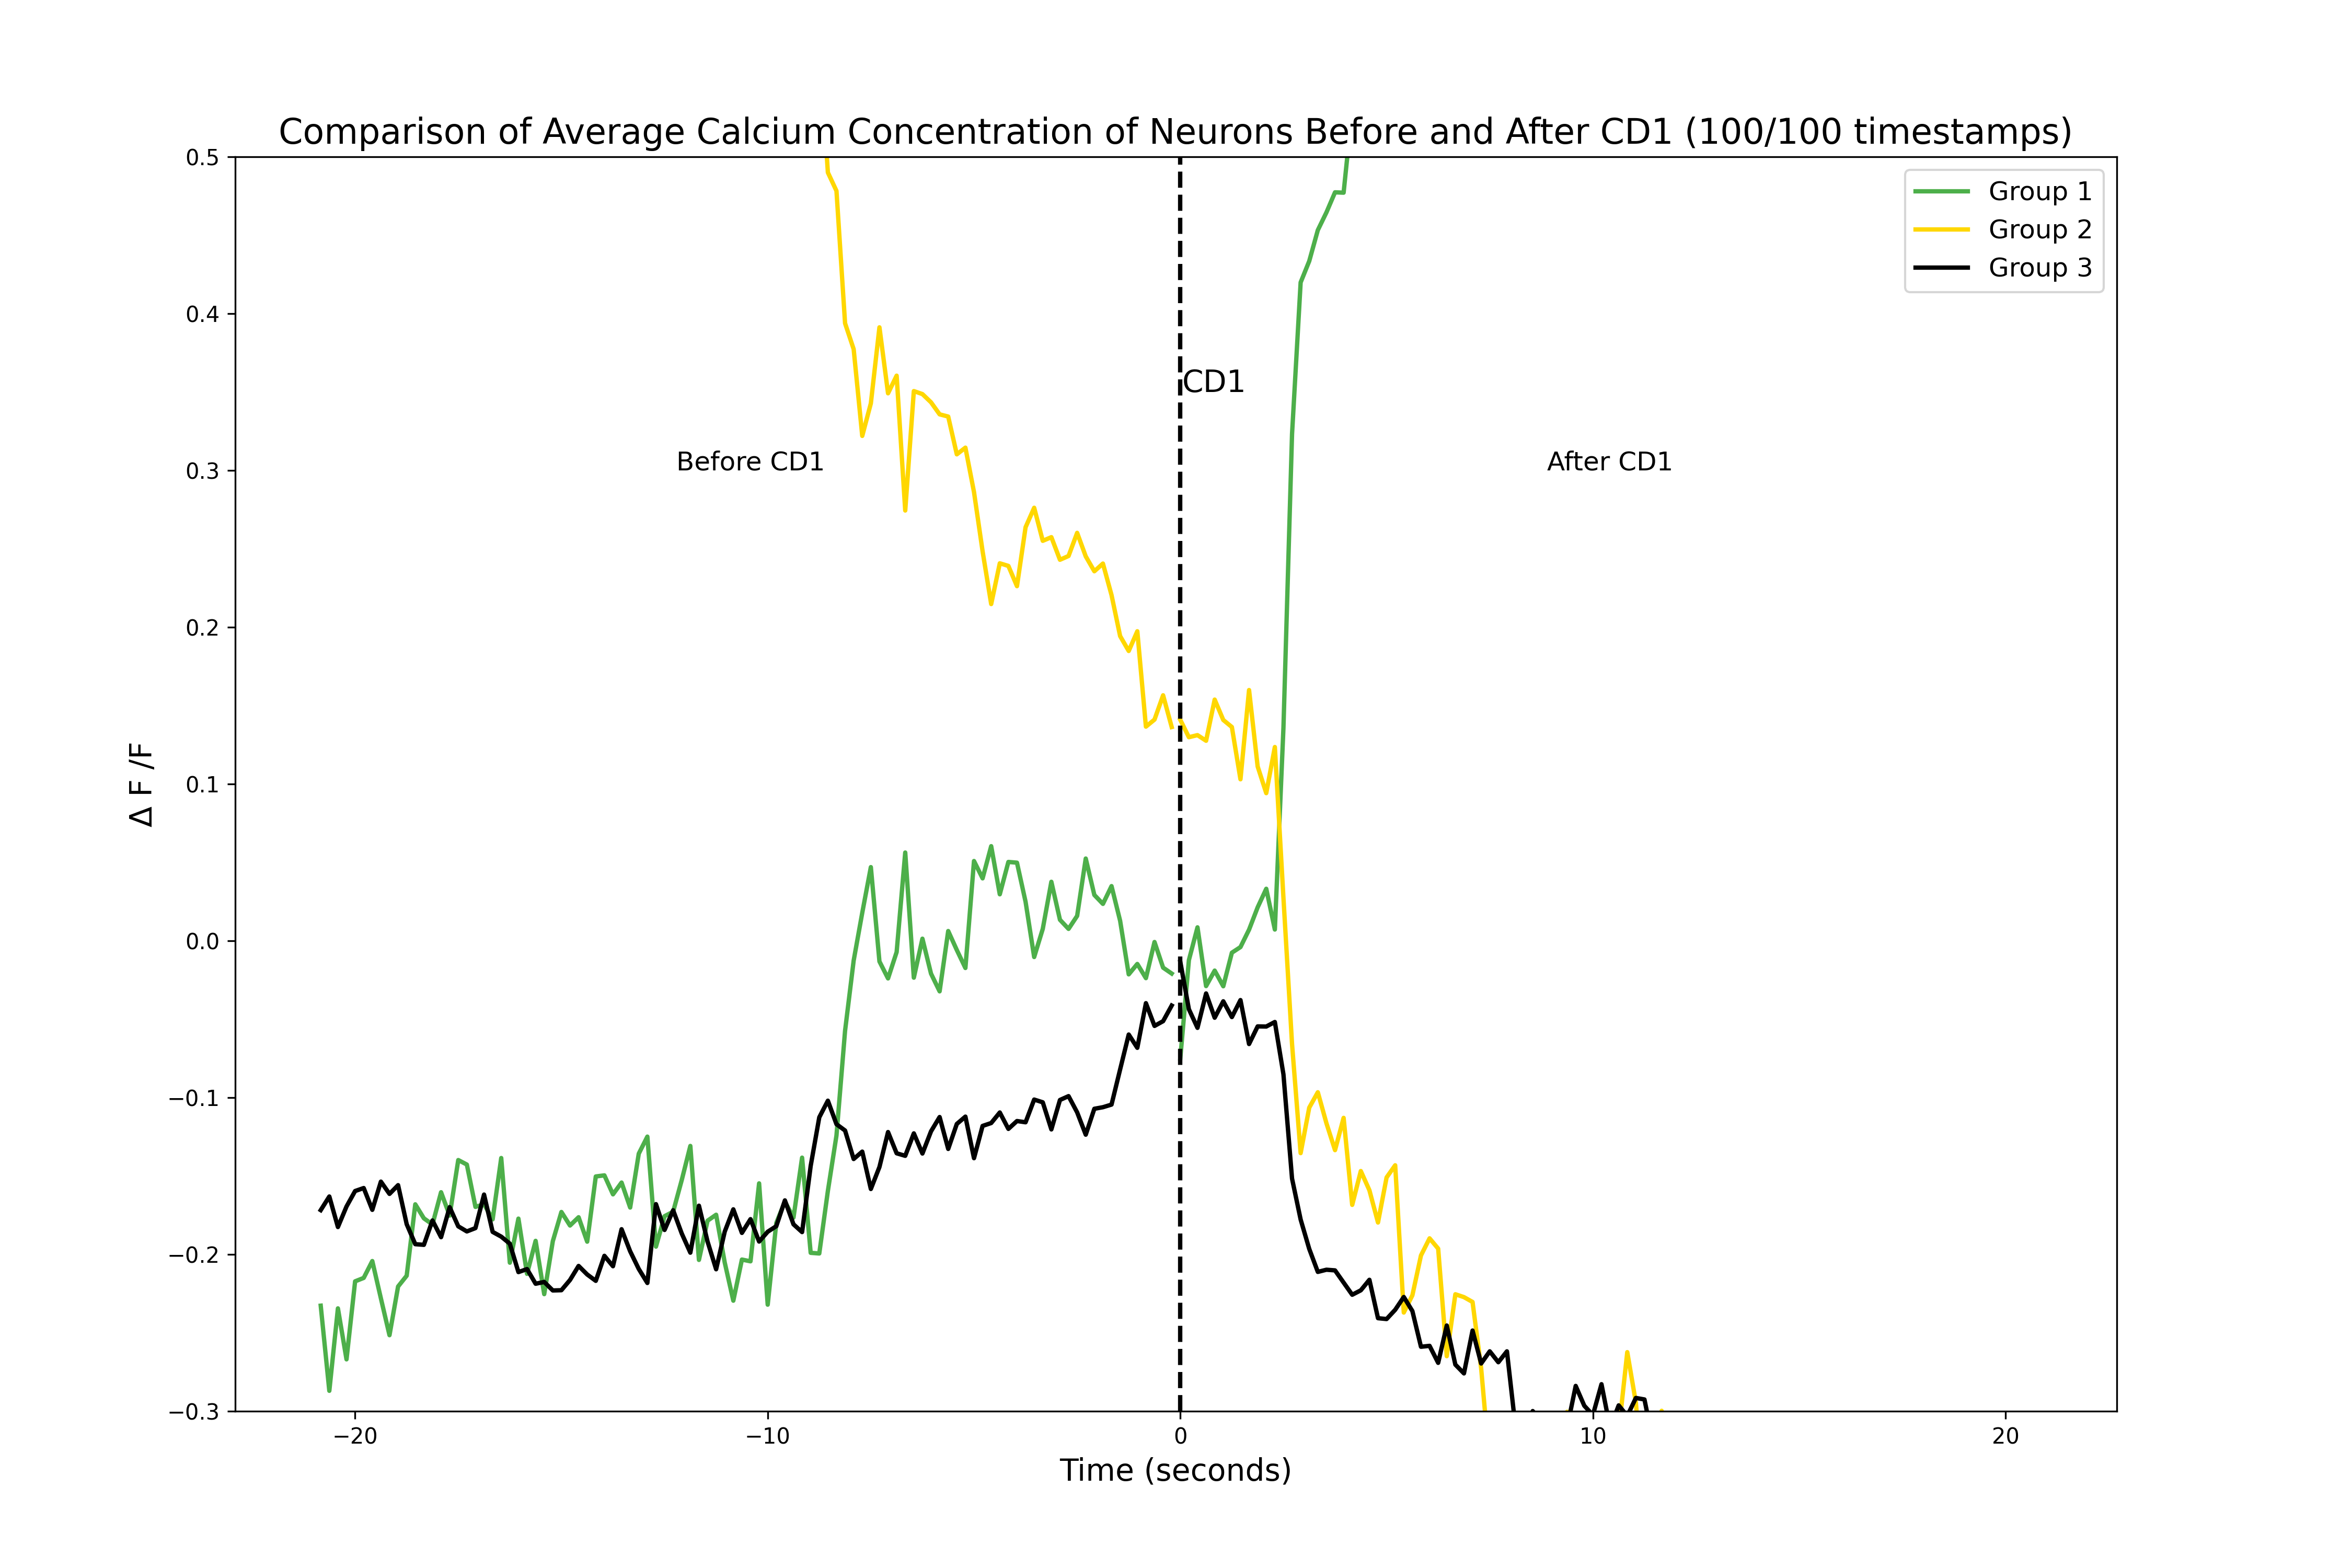 Comparison of Average Calcium Concentration of Neurons Before and After CD1 (100/100 timestamps)
0.5
0.4
0.3
0.2
0.1
0.0
−0.1
−0.2
−0.3
Δ F /F
Group 1
Group 2
Group 3
CD1
Before CD1
After CD1
−20
−10
0
10
20
Time (seconds)